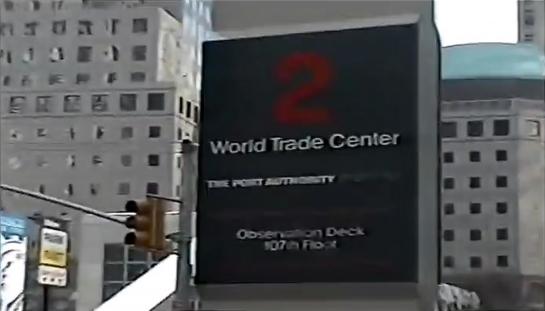 2
World Trade Center
THE PORT AUTHORITY
Observation Deck
107th Floor